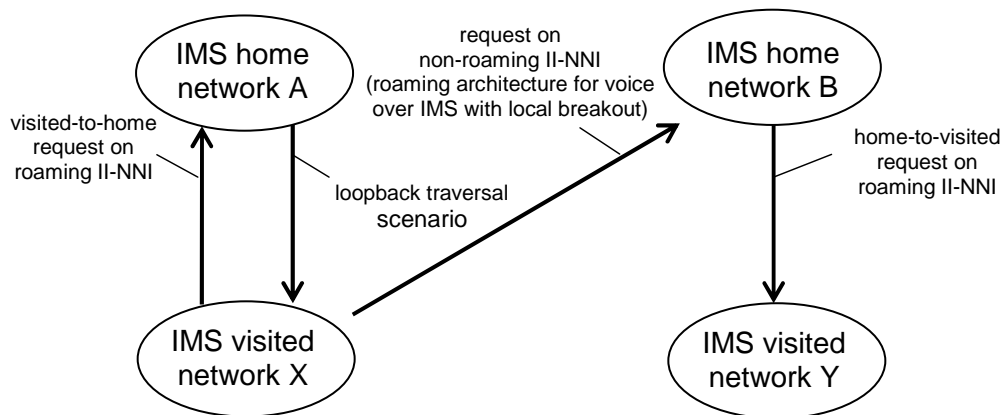 IMS home
network A
request on
non-roaming II-NNI
(roaming architecture for voice
over IMS with local breakout)
IMS home
network B
visited-to-home
request on
roaming II-NNI
loopback traversal
scenario
home-to-visited
request on
roaming II-NNI
IMS visited
network X
IMS visited
network Y